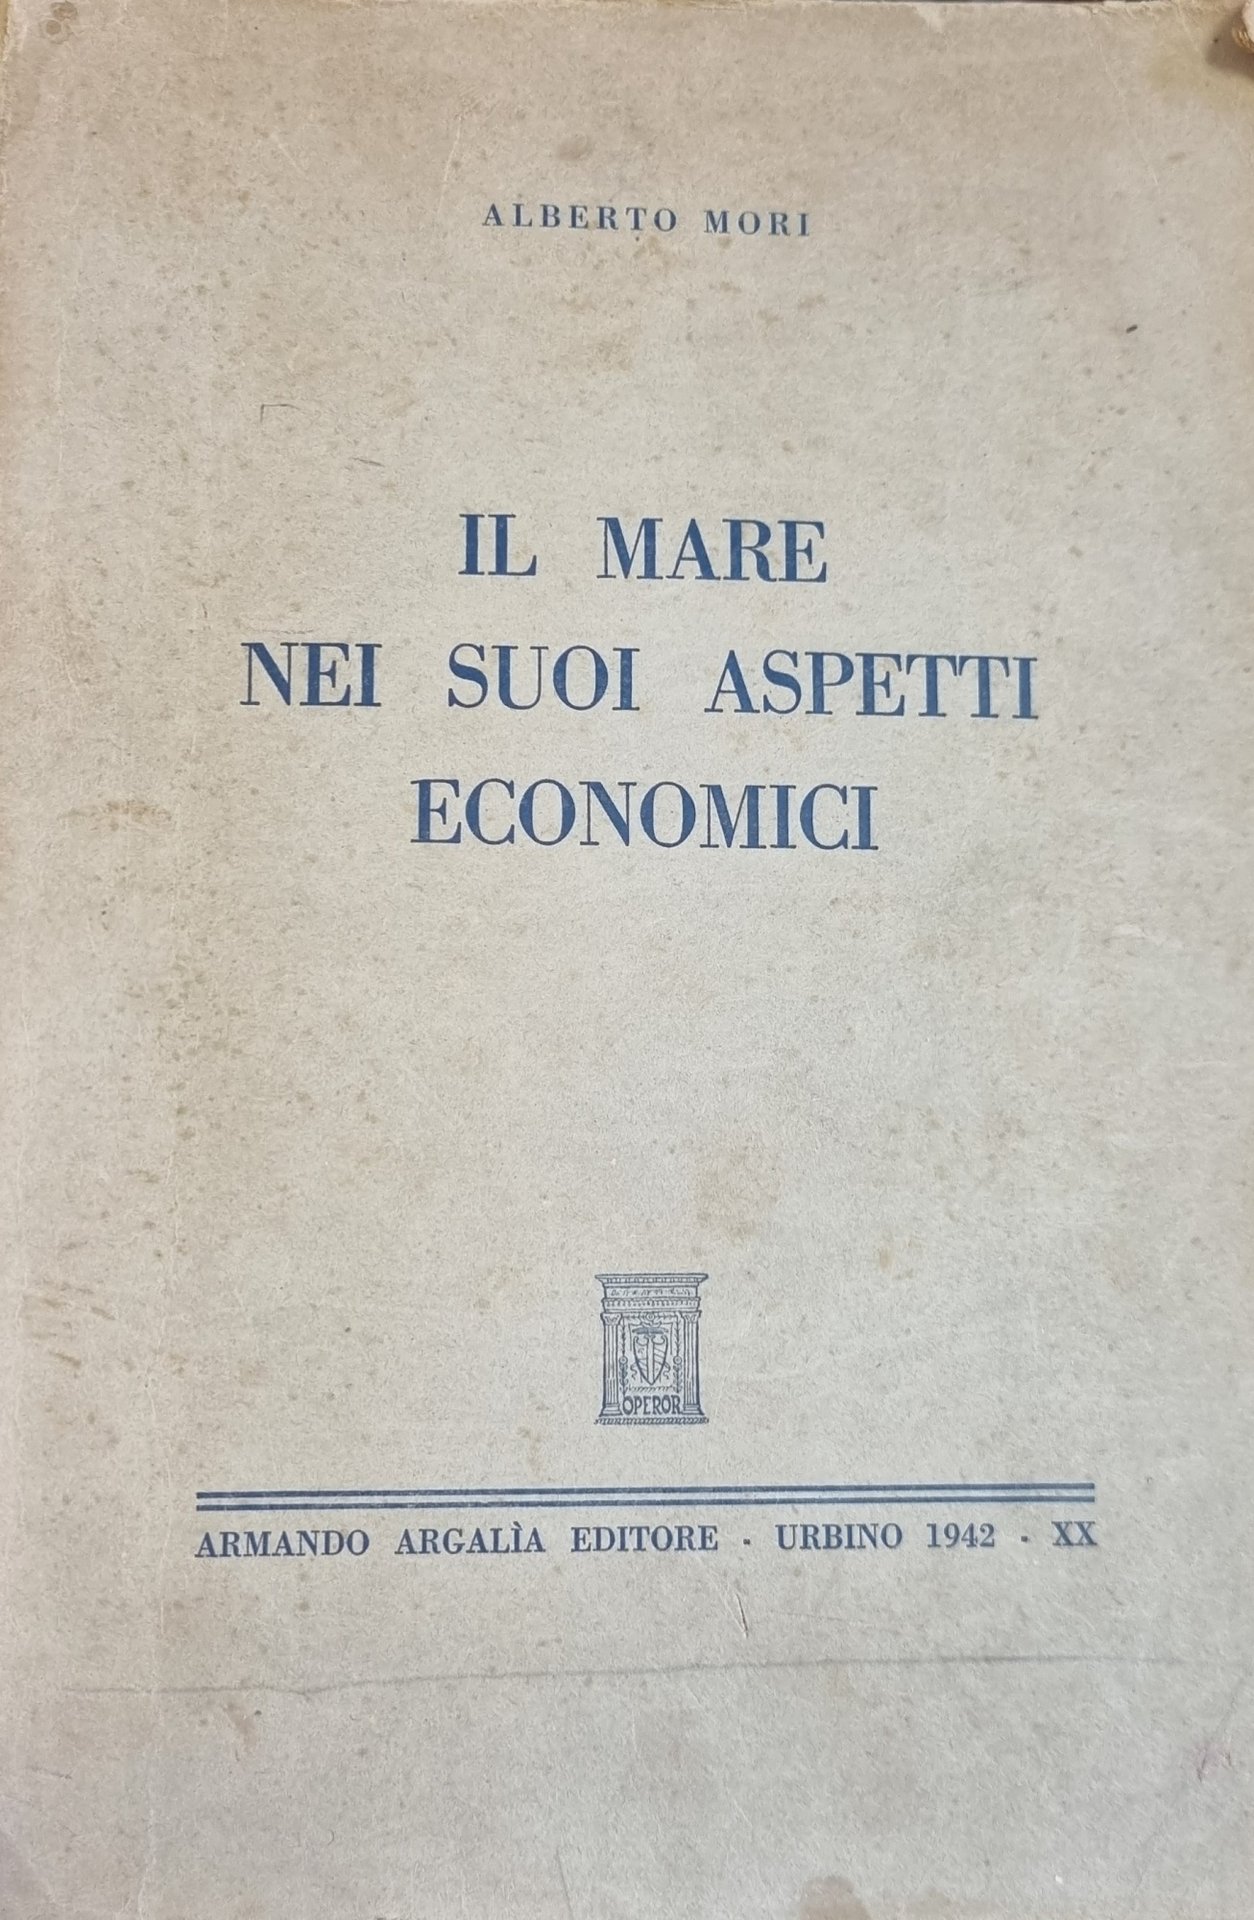 ALBERTO MORI
IL MARE
NEI SUOI ASPETTI
ECONOMICI
OPEROR
ARMANDO ARGALÌA EDITORE - URBINO 1942 - XX